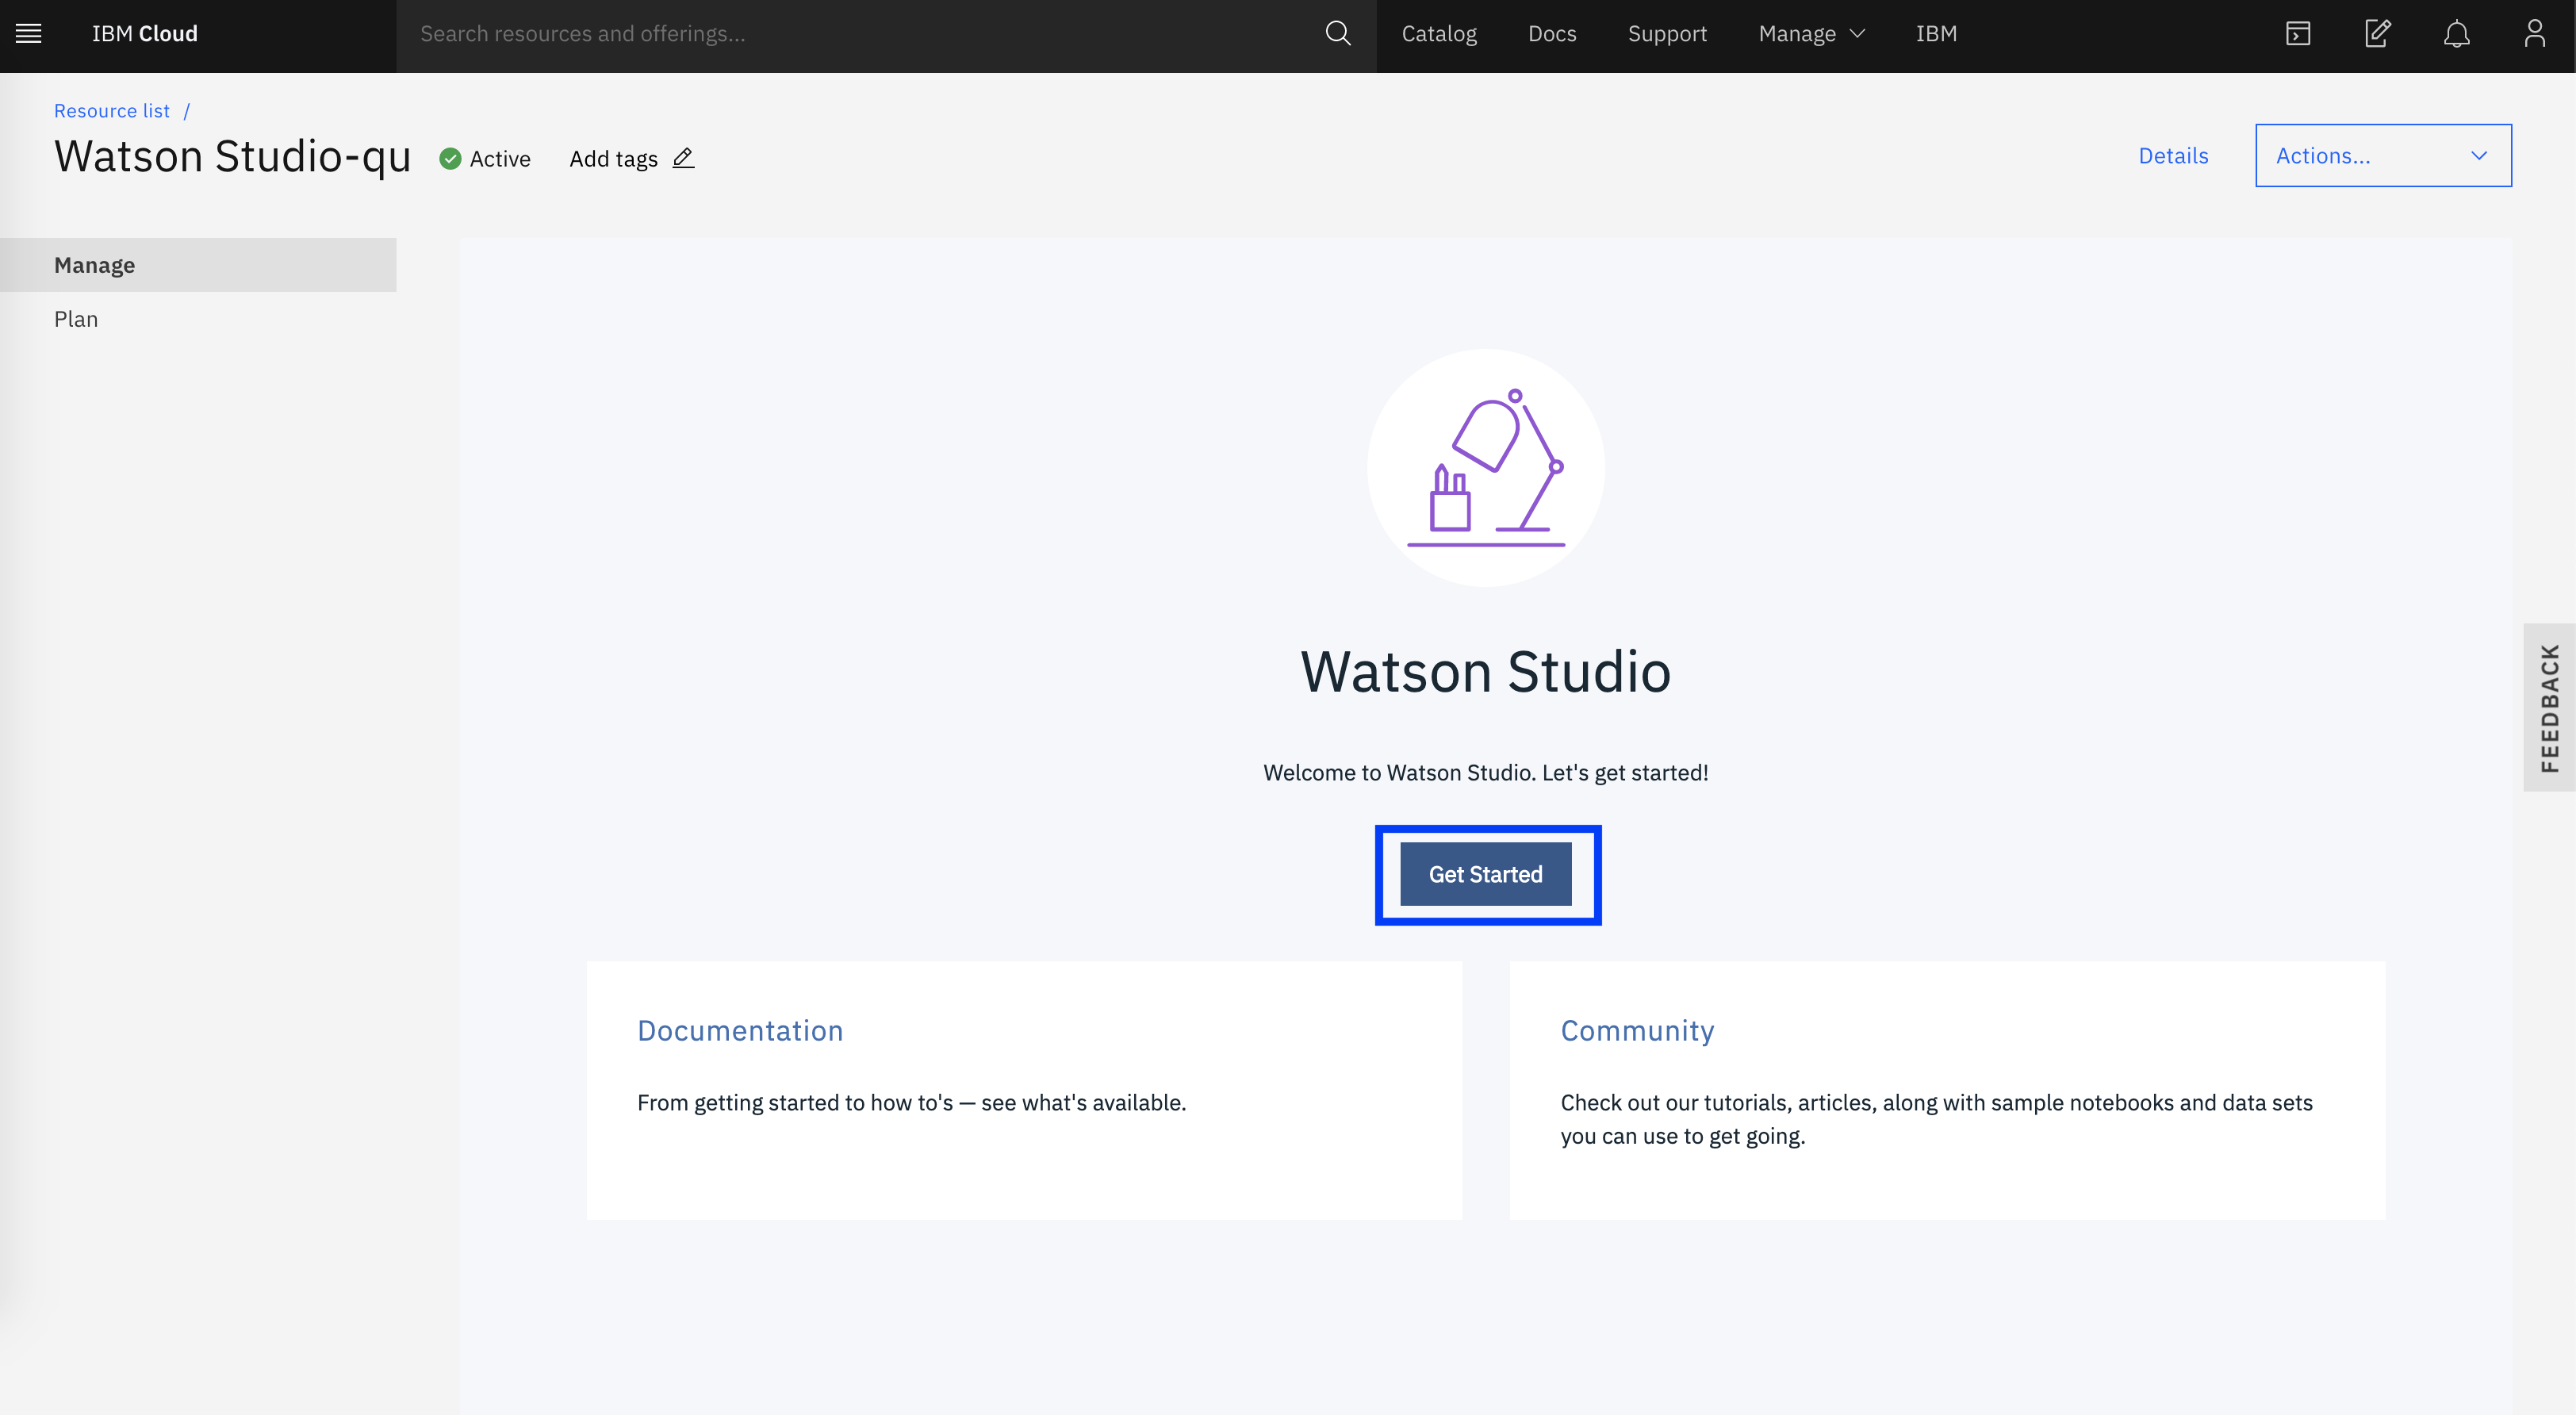 IBM Cloud
Search resources and offerings...
Catalog
Docs
Support
Manage
IBM
Resource list /
Watson Studio-qu
Active
Add tags
Details
Actions...
Manage
Plan
Watson Studio
Welcome to Watson Studio. Let's get started!
Get Started
FEEDBACK
Documentation
From getting started to how to's — see what's available.
Community
Check out our tutorials, articles, along with sample notebooks and data sets
you can use to get going.